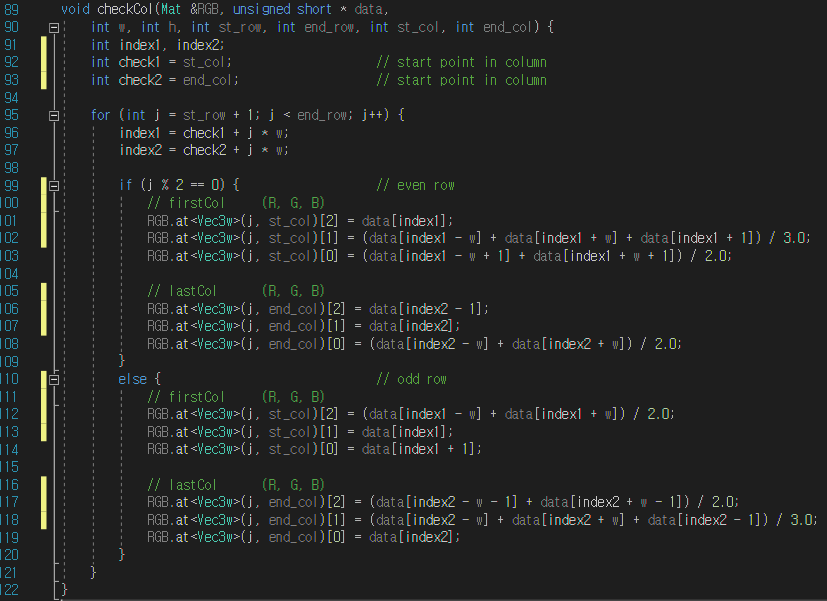 89 void checkCol(Mat &RGB, unsigned short * data,
90 int w, int h, int st_row, int end_row, int st_col, int end_col) {
91 int index1, index2;
92 int check1 = st_col; // start point in column
93 int check2 = end_col; // start point in column
94
95 for (int j = st_row + 1; j < end_row; j++) {
96 index1 = check1 + j * w;
97 index2 = check2 + j * w;
98
99 if (j % 2 == 0) { // even row
100 // firstCol (R, G, B)
101 RGB.at<Vec3w>(j, st_col)[2] = data[index1];
102 RGB.at<Vec3w>(j, st_col)[1] = (data[index1 - w] + data[index1 + w] + data[index1 + 1]) / 3.0;
103 RGB.at<Vec3w>(j, st_col)[0] = (data[index1 - w + 1] + data[index1 + w + 1]) / 2.0;
104
105 // lastCol (R, G, B)
106 RGB.at<Vec3w>(j, end_col)[2] = data[index2 - 1];
107 RGB.at<Vec3w>(j, end_col)[1] = data[index2];
108 RGB.at<Vec3w>(j, end_col)[0] = (data[index2 - w] + data[index2 + w]) / 2.0;
109 }
110 else { // odd row
111 // firstCol (R, G, B)
112 RGB.at<Vec3w>(j, st_col)[2] = (data[index1 - w] + data[index1 + w]) / 2.0;
113 RGB.at<Vec3w>(j, st_col)[1] = data[index1];
114 RGB.at<Vec3w>(j, st_col)[0] = data[index1 + 1];
115
116 // lastCol (R, G, B)
117 RGB.at<Vec3w>(j, end_col)[2] = (data[index2 - w - 1] + data[index2 + w - 1]) / 2.0;
118 RGB.at<Vec3w>(j, end_col)[1] = (data[index2 - w] + data[index2 + w] + data[index2 - 1]) / 3.0;
119 RGB.at<Vec3w>(j, end_col)[0] = data[index2];
120 }
121 }
122 }